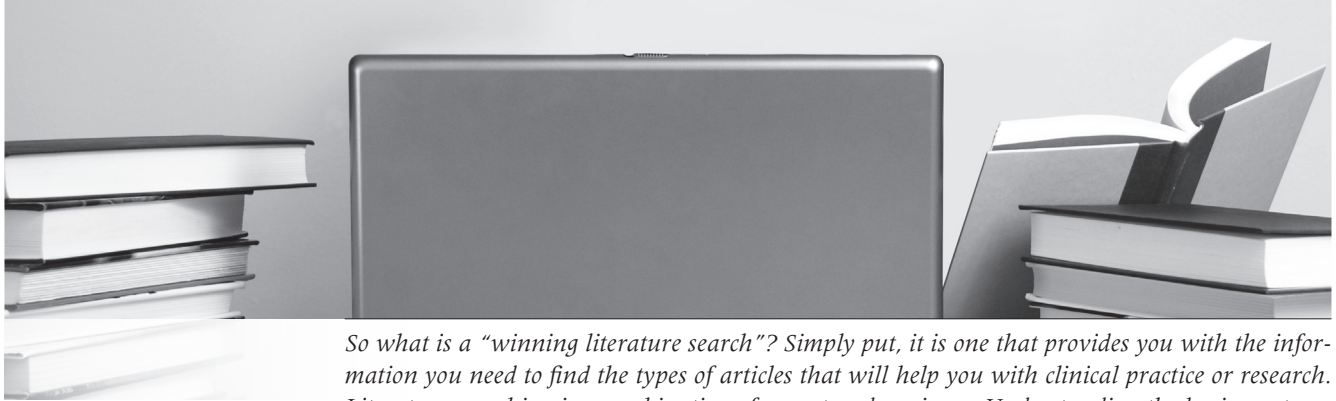 So what is a “winning literature search”? Simply put, it is one that provides you with the infor-
mation you need to find the types of articles that will help you with clinical practice or research.